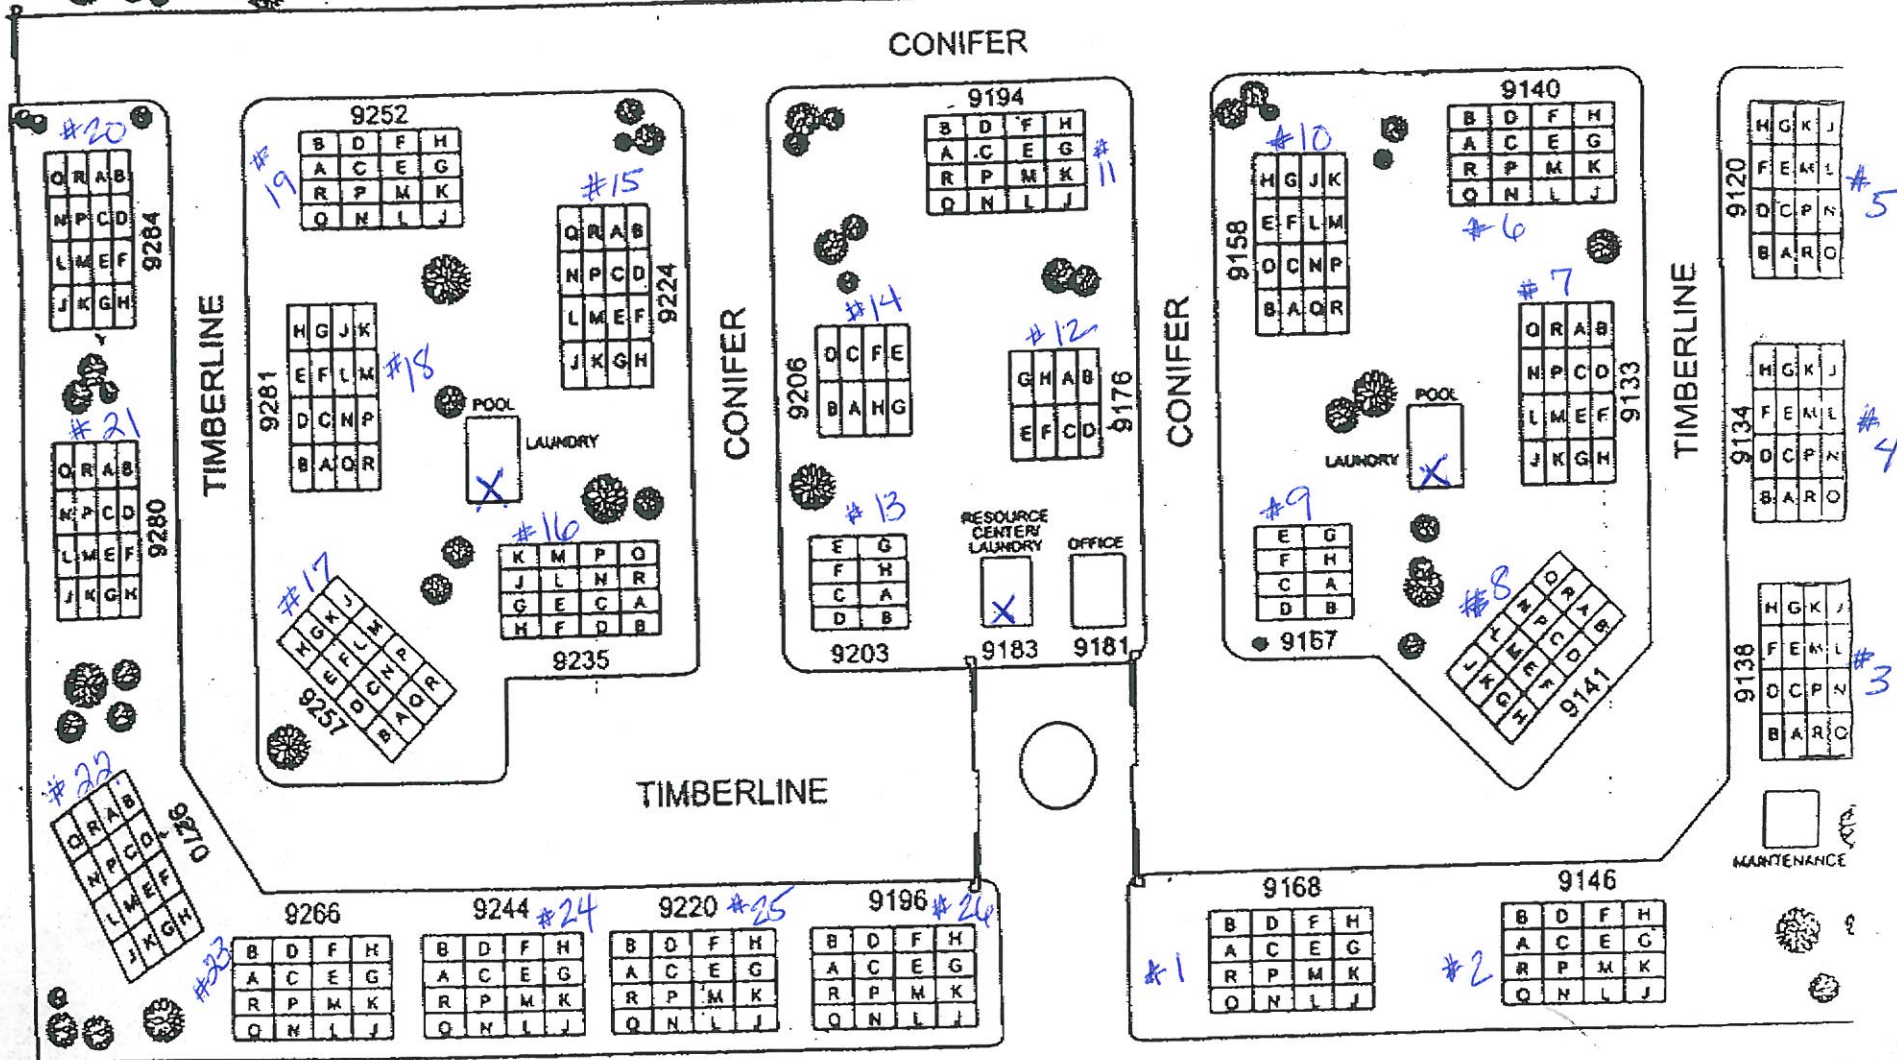 CONIFER
#20
O R A B
N P C D
L M E F
J K G H
9284
#21
O R A B
N P C D
L M E F
J K G H
9280
#22
O R A B
N P C D
L M E F
J K G H
9270
TIMBERLINE
9252
#19
B D F H
A C E G
R P M K
O N L J
#15
Q R A B
N P C D
L M E F
J K G H
9224
9281
H G J K
E F L M
D C N P
B A Q R
#18
POOL
LAUNDRY
X
#16
K M P Q
J L N R
G E C A
H F D B
9235
#17
H G K J
E F L M
D C N P
B A Q R
9257
CONIFER
9194
B D F H
A C E G
R P M K
O N L J
#11
#14
9206
D C F E
B A H G
#12
G H A B
E F C D
9176
#13
E G
F H
C A
D B
9203
RESOURCE
CENTER/
LAUNDRY
X
9183
OFFICE
9181
CONIFER
#10
9158
H G J K
E F L M
D C N P
B A Q R
9140
B D F H
A C E G
R P M K
O N L J
#6
#7
O R A B
N P C D
L M E F
J K G H
9133
POOL
LAUNDRY
X
#9
E G
F H
C A
D B
9167
#8
O R A B
N P C D
L M E F
J K G H
9141
TIMBERLINE
9120
H G K J
F E M L
D C P N
B A R O
#5
9134
H G K J
F E M L
D C P N
B A R O
#4
9138
H G K J
F E M L
D C P N
B A R O
#3
MAINTENANCE
TIMBERLINE
#23
9266
B D F H
A C E G
R P M K
O N L J
9244 #24
B D F H
A C E G
R P M K
O N L J
9220 #25
B D F H
A C E G
R P M K
O N L J
9196 #26
B D F H
A C E G
R P M K
O N L J
#1
9168
B D F H
A C E G
R P M K
O N L J
#2
9146
B D F H
A C E G
R P M K
O N L J